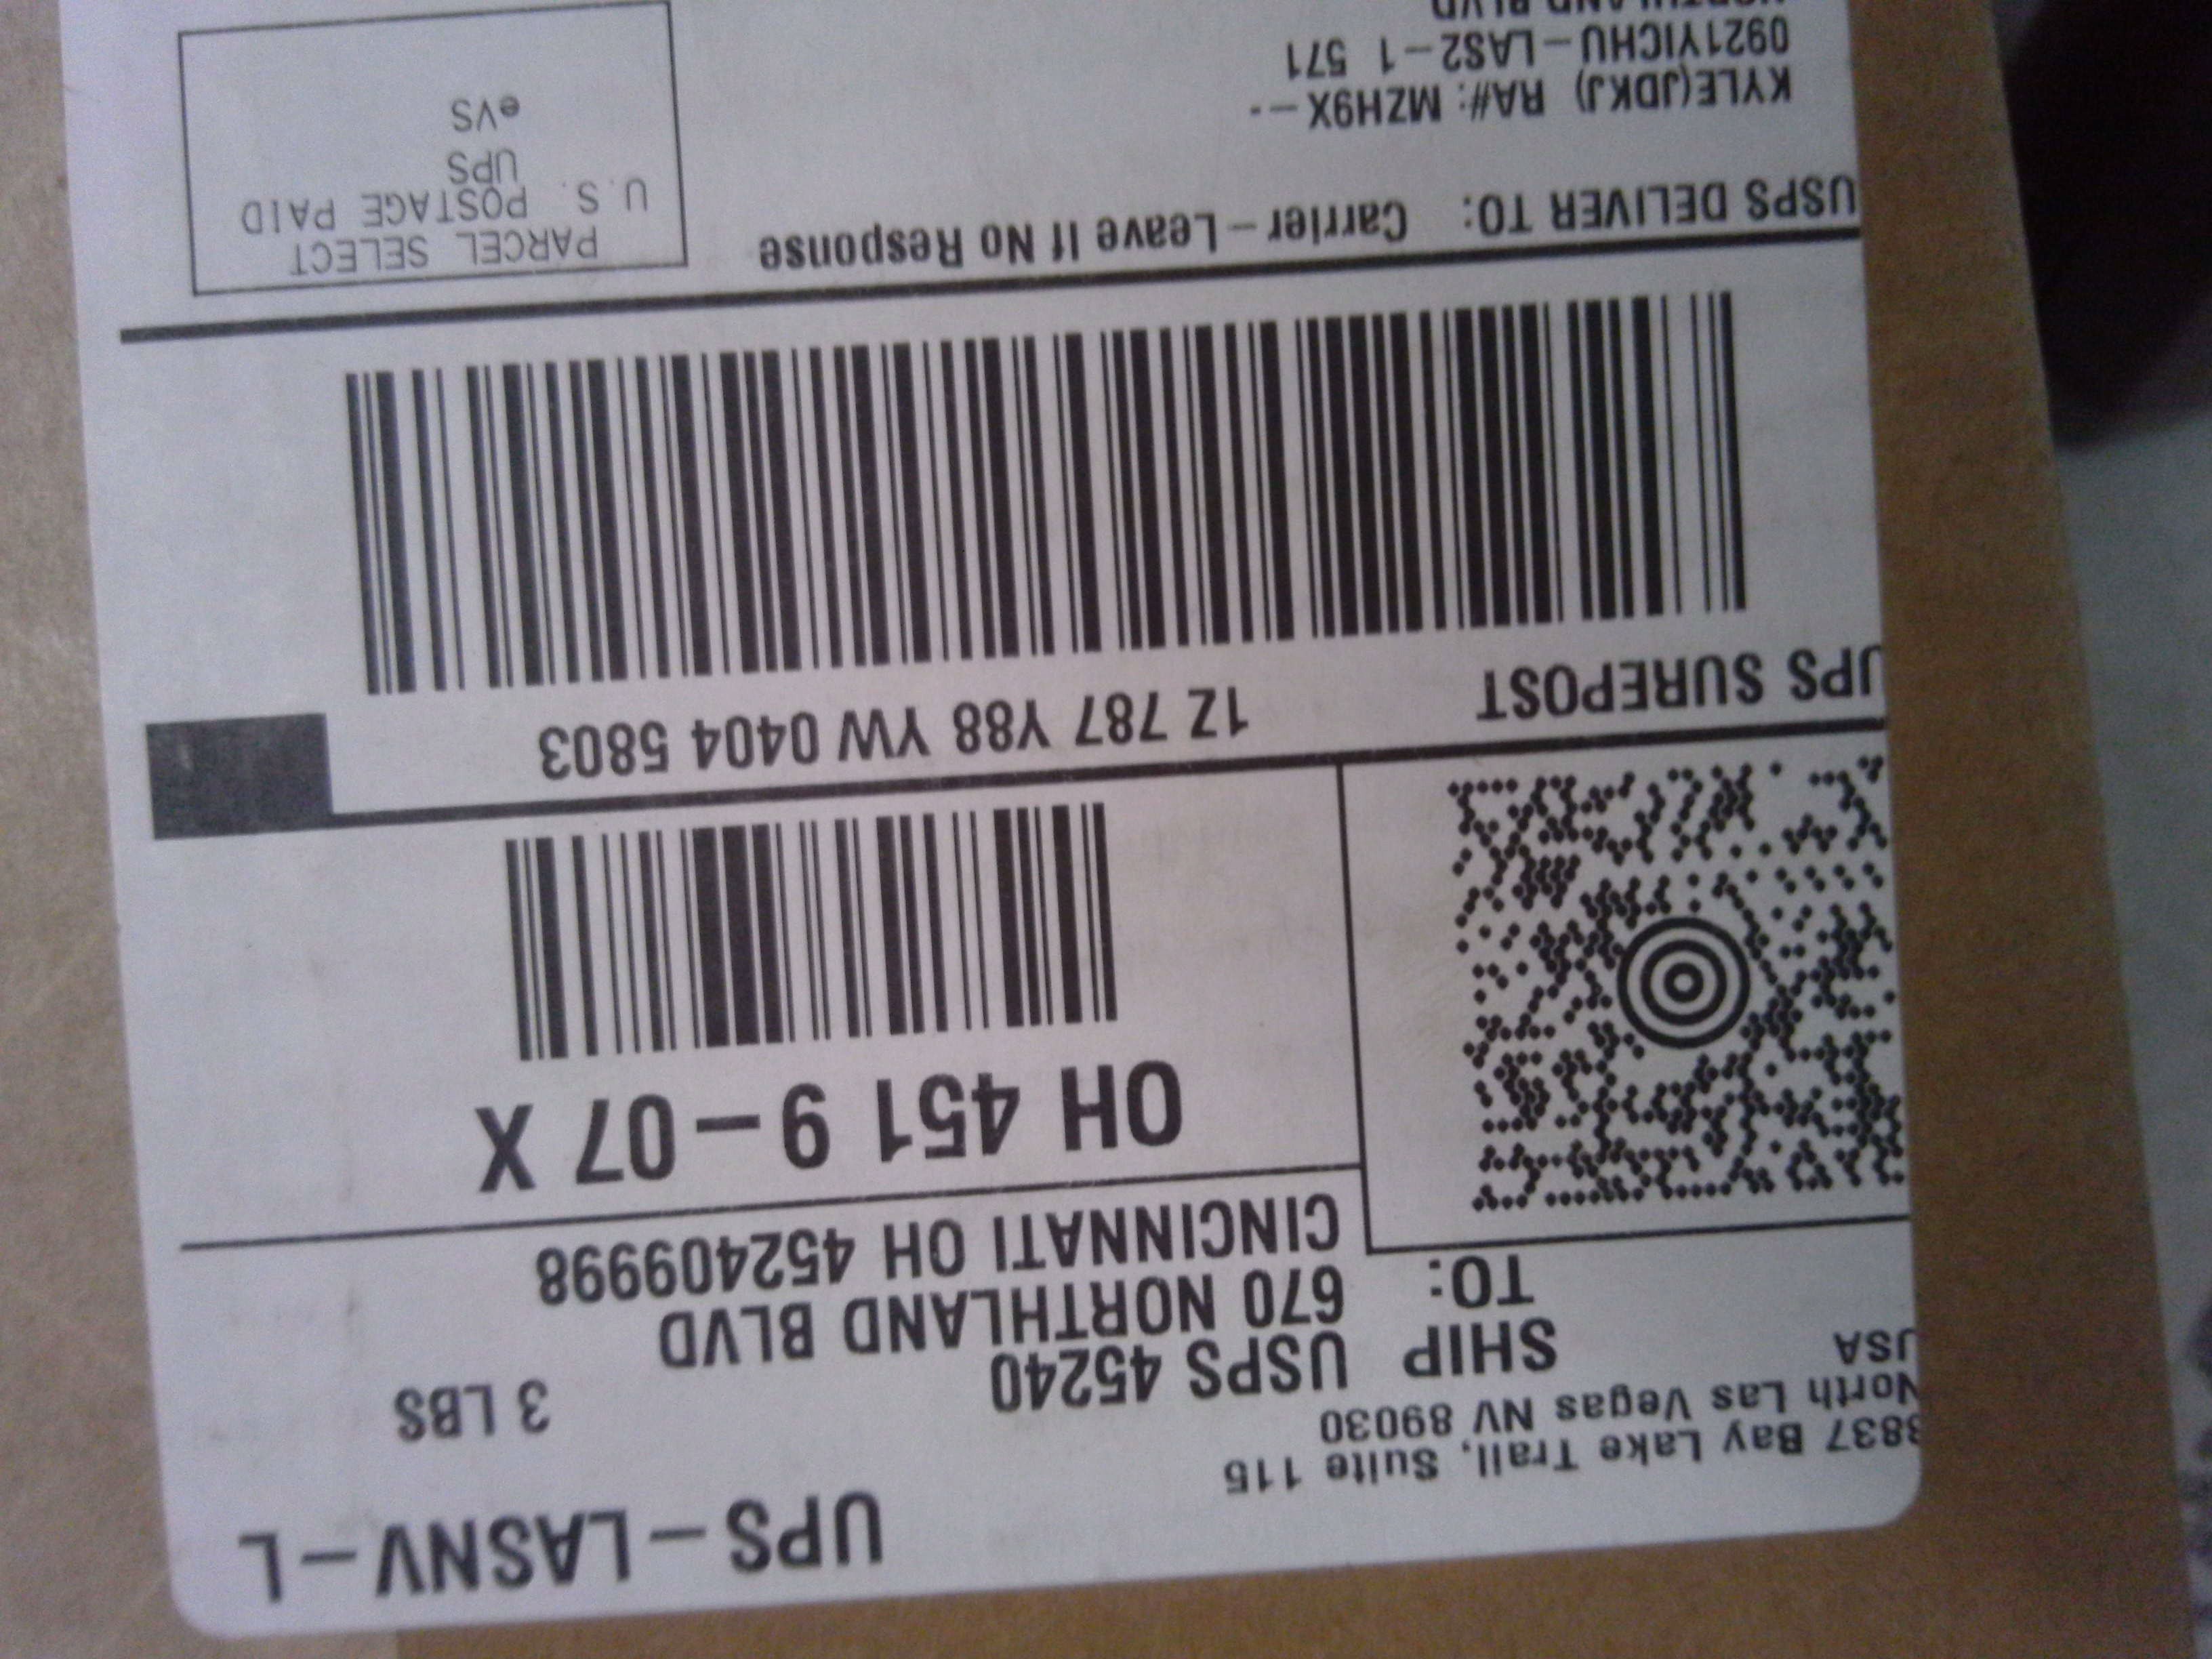 UPS-LASNV-L
3837 Bay Lake Trail, Suite 115
North Las Vegas NV 89030
USA
3 LBS
SHIP
TO:
USPS 45240
670 NORTHLAND BLVD
CINCINNATI OH 452409998
OH 451 9-07 X
UPS SUREPOST
1Z 787 Y88 YW 0404 5803
USPS DELIVER TO:
Carrier-Leave If No Response
KYLE(JDKJ) RA#: MZH9X--
0921YICHU-LAS2-1 571
NORTHLAND BLVD
PARCEL SELECT
U.S. POSTAGE PAID
UPS
eVS